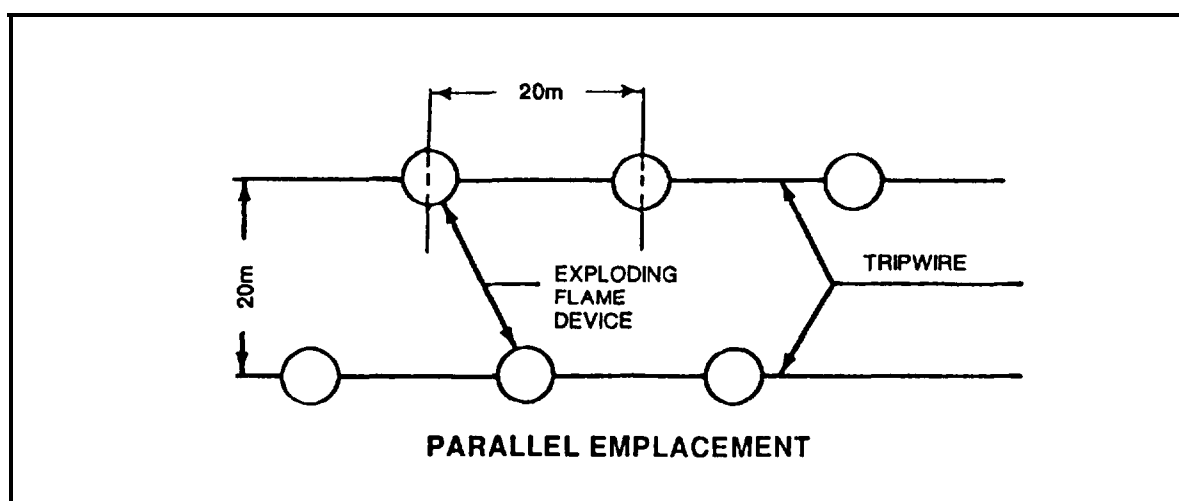 20m
20m
EXPLODING
FLAME
DEVICE
TRIPWIRE
PARALLEL EMPLACEMENT